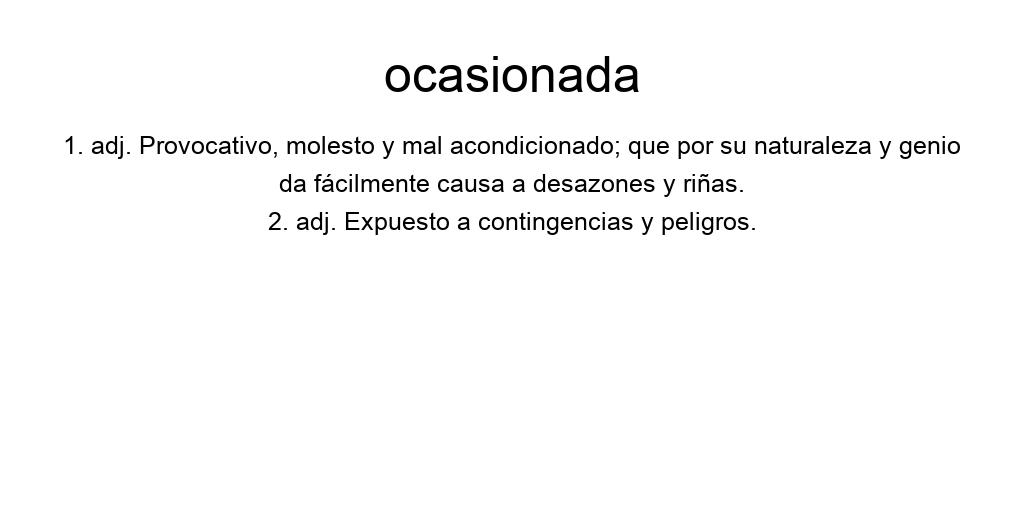 ocasionada
1. adj. Provocativo, molesto y mal acondicionado; que por su naturaleza y genio
da fácilmente causa a desazones y riñas.
2. adj. Expuesto a contingencias y peligros.